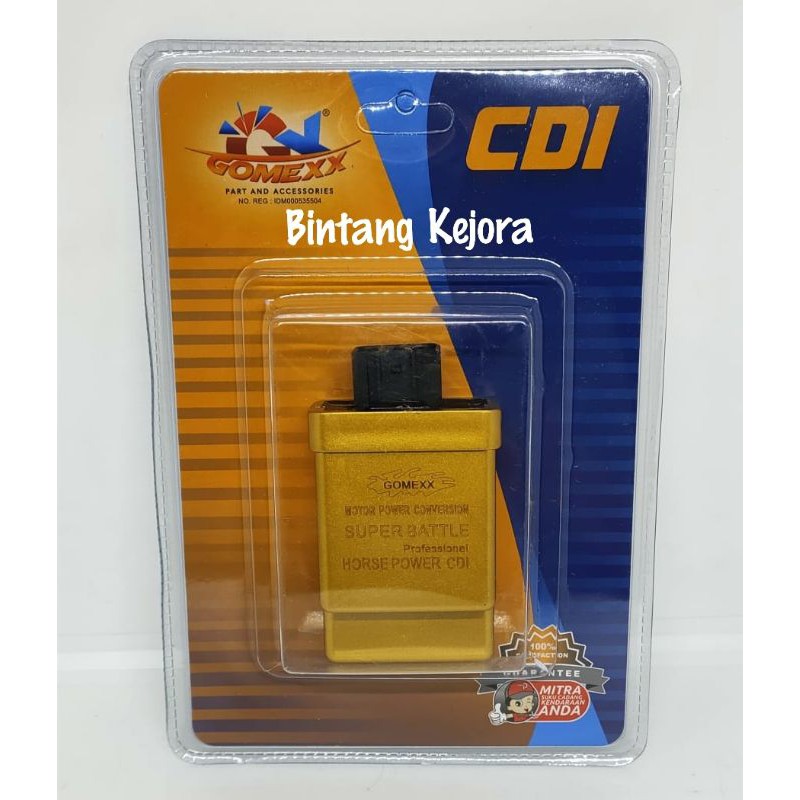 GOMEXX®
PART AND ACCESSORIES
NO. REG : IDM000535504
CDI
Bintang Kejora
GOMEXX
MOTOR POWER CONVERSION
SUPER BATTLE
Professional
HORSE POWER CDI
100%
GUARANTEE
MITRA
SUKU CADANG
KENDARAAN
ANDA